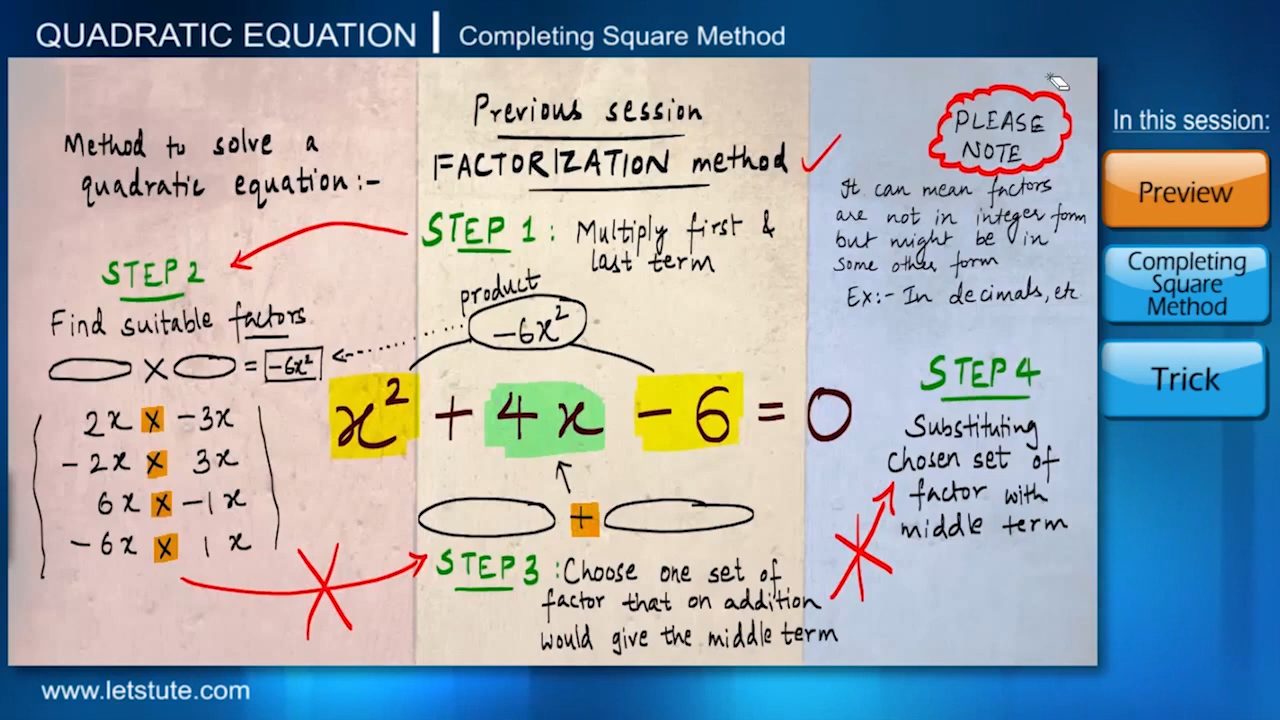 QUADRATIC EQUATION | Completing Square Method
Method to solve a
quadratic equation:-
Previous session
FACTORIZATION method
STEP 1: Multiply first &
last term
product
-6x²
STEP 2
Find suitable factors
× = -6x²
2x × -3x
-2x × 3x
6x × -1x
-6x × 1x
x² + 4x - 6 = 0
+
STEP 3: Choose one set of
factor that on addition
would give the middle term
PLEASE
NOTE
It can mean factors
are not in integer form
but might be in
some other form
Ex:- In decimals, etc
STEP 4
Substituting
chosen set of
factor with
middle term
In this session:
Preview
Completing
Square
Method
Trick
www.letstute.com